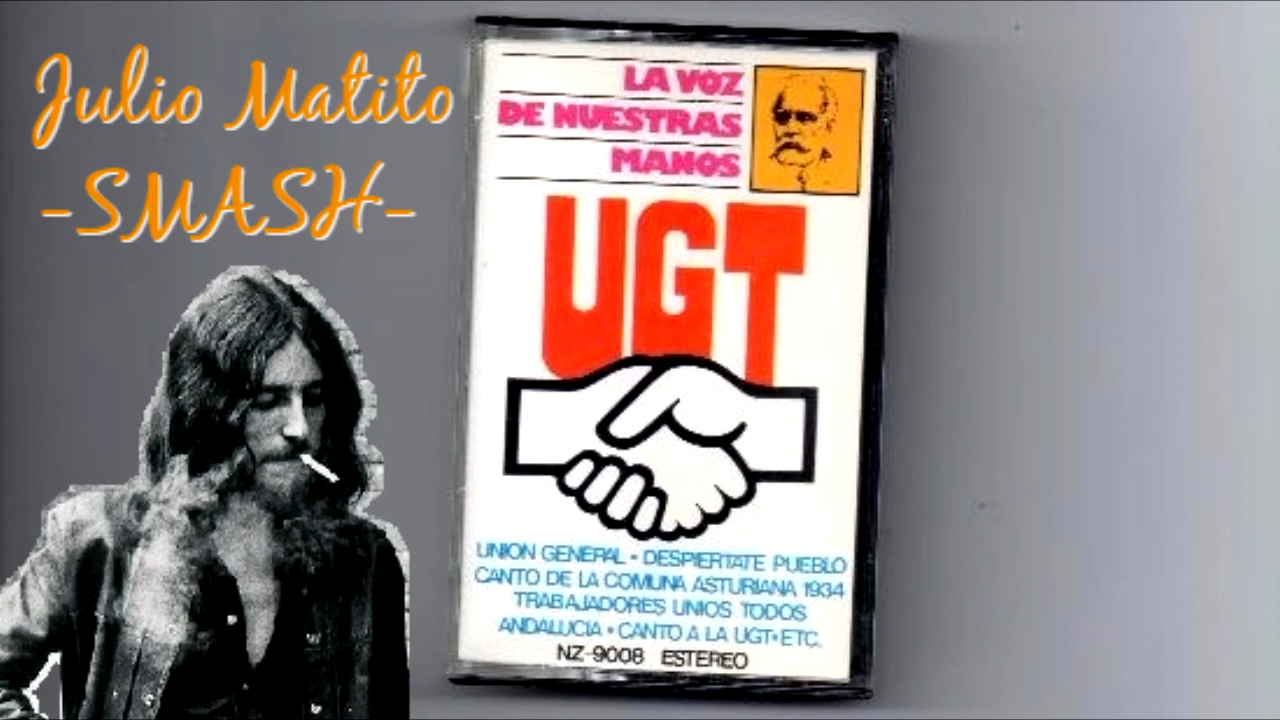 Julio Matito
-SMASH-
LA VOZ
DE NUESTRAS
MANOS
UGT
UNION GENERAL • DESPIERTATE PUEBLO
CANTO DE LA COMUNA ASTURIANA 1934
TRABAJADORES UNIOS TODOS
ANDALUCIA • CANTO A LA UGT • ETC.
NZ-9008 ESTEREO